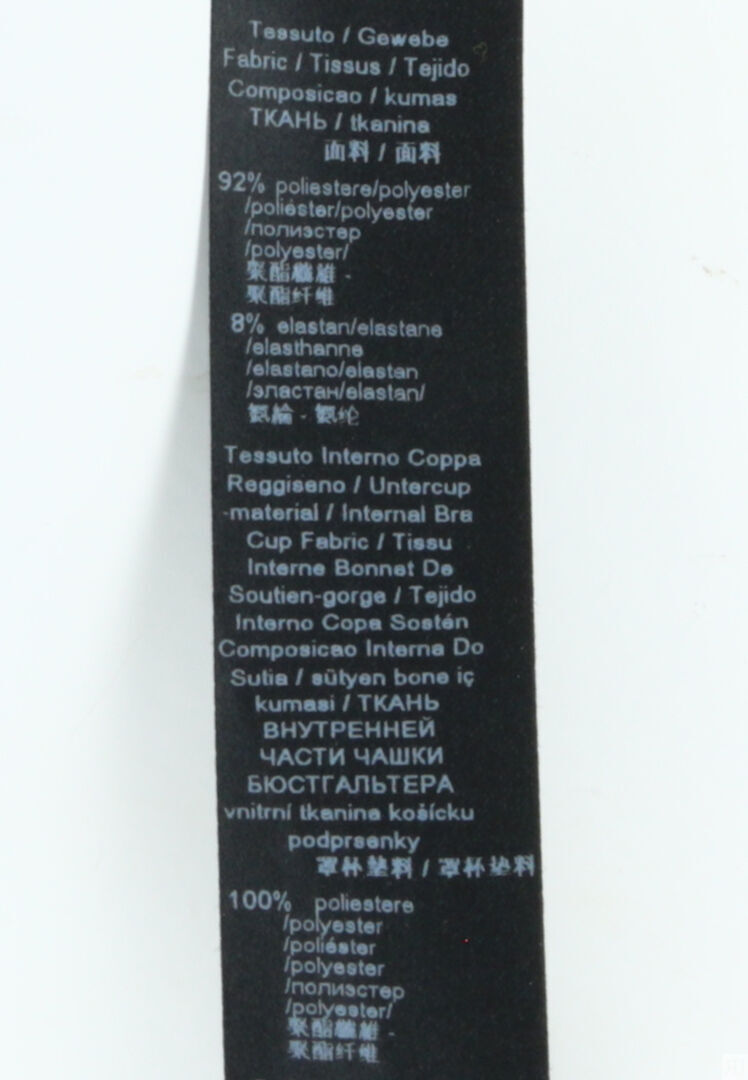 Tessuto / Gewebe
Fabric / Tissus / Tejido
Composicao / kumas
ТКАНЬ / tkanina
面料 / 面料
92% poliestere/polyester
/poliéster/polyester
/полиэстер
/polyester/
聚酯纖維 -
聚酯纤维
8% elastan/elastane
/elasthanne
/elastano/elastan
/эластан/elastan/
氨綸 - 氨纶
Tessuto Interno Coppa
Reggiseno / Untercup
-material / Internal Bra
Cup Fabric / Tissu
Interne Bonnet De
Soutien-gorge / Tejido
Interno Copa Sostén
Composicao Interna Do
Sutia / sütyen bone iç
kumasi / ТКАНЬ
ВНУТРЕННЕЙ
ЧАСТИ ЧАШКИ
БЮСТГАЛЬТЕРА
vnitrní tkanina košícku
podprsenky
罩杯墊料 / 罩杯垫料
100% poliestere
/polyester
/poliéster
/polyester
/полиэстер
/polyester/
聚酯纖維 -
聚酯纤维